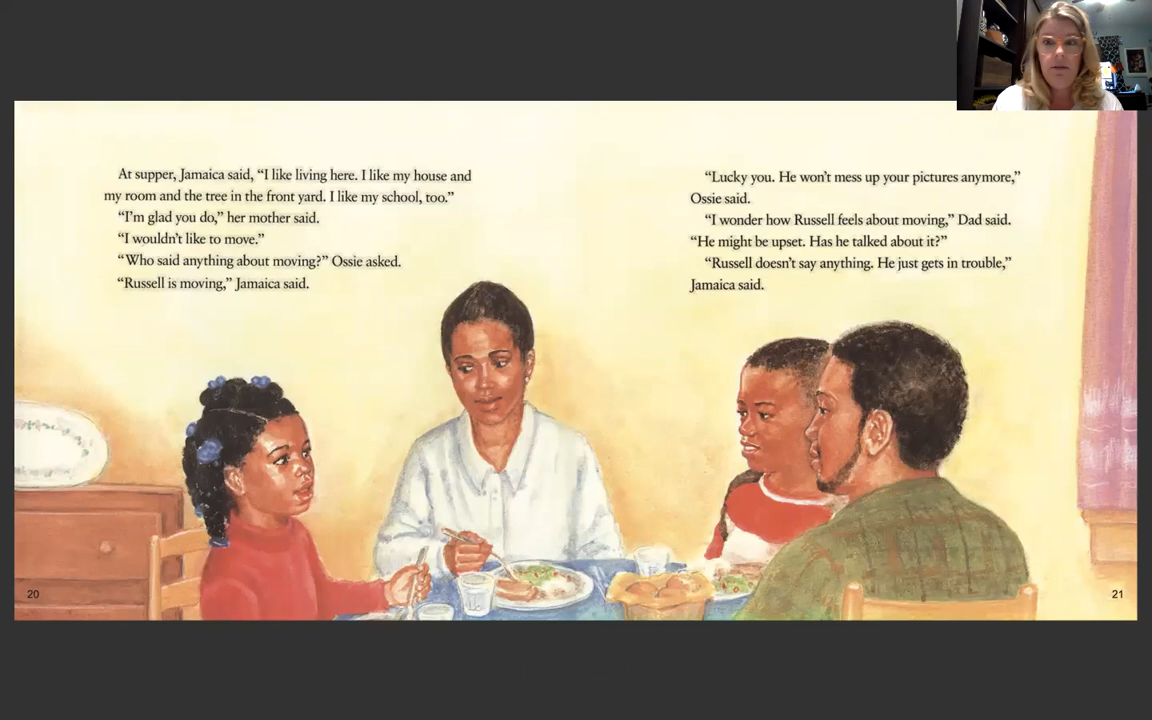 At supper, Jamaica said, “I like living here. I like my house and
my room and the tree in the front yard. I like my school, too.”
“I’m glad you do,” her mother said.
“I wouldn’t like to move.”
“Who said anything about moving?” Ossie asked.
“Russell is moving,” Jamaica said.
20
“Lucky you. He won’t mess up your pictures anymore,”
Ossie said.
“I wonder how Russell feels about moving,” Dad said.
“He might be upset. Has he talked about it?”
“Russell doesn’t say anything. He just gets in trouble,”
Jamaica said.
21